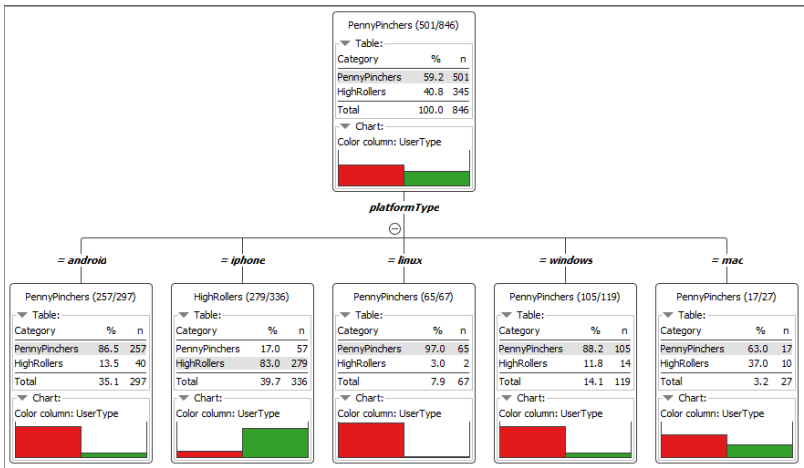 PennyPinchers (501/846)
Table:
Category % n
PennyPinchers 59.2 501
HighRollers 40.8 345
Total 100.0 846
Chart:
Color column: UserType
platformType
= android
= iphone
= linux
= windows
= mac
PennyPinchers (257/297)
Table:
Category % n
PennyPinchers 86.5 257
HighRollers 13.5 40
Total 35.1 297
Chart:
Color column: UserType
HighRollers (279/336)
Table:
Category % n
PennyPinchers 17.0 57
HighRollers 83.0 279
Total 39.7 336
Chart:
Color column: UserType
PennyPinchers (65/67)
Table:
Category % n
PennyPinchers 97.0 65
HighRollers 3.0 2
Total 7.9 67
Chart:
Color column: UserType
PennyPinchers (105/119)
Table:
Category % n
PennyPinchers 88.2 105
HighRollers 11.8 14
Total 14.1 119
Chart:
Color column: UserType
PennyPinchers (17/27)
Table:
Category % n
PennyPinchers 63.0 17
HighRollers 37.0 10
Total 3.2 27
Chart:
Color column: UserType